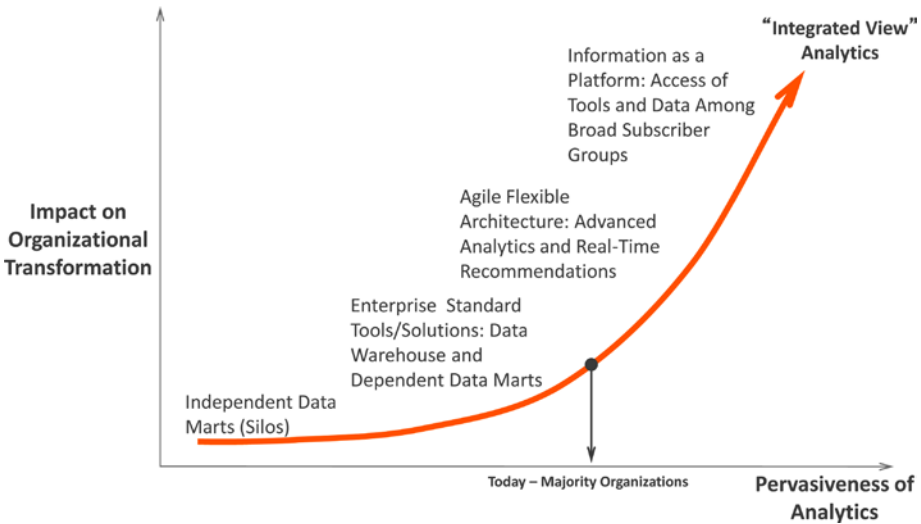 “Integrated View”
Analytics
Information as a
Platform: Access of
Tools and Data Among
Broad Subscriber
Groups
Agile Flexible
Architecture: Advanced
Analytics and Real-Time
Recommendations
Impact on
Organizational
Transformation
Enterprise Standard
Tools/Solutions: Data
Warehouse and
Dependent Data Marts
Independent Data
Marts (Silos)
Today – Majority Organizations
Pervasiveness of
Analytics